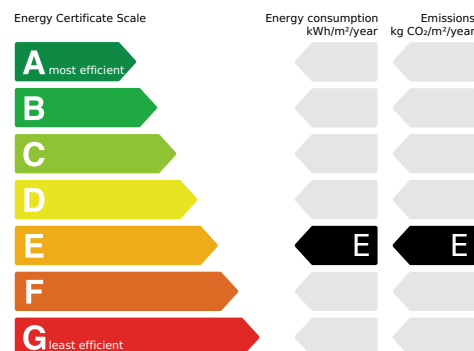 Energy Certificate Scale
Energy consumption
kWh/m²/year
Emissions
kg CO₂/m²/year
A most efficient
B
C
D
E E E
F
G least efficient